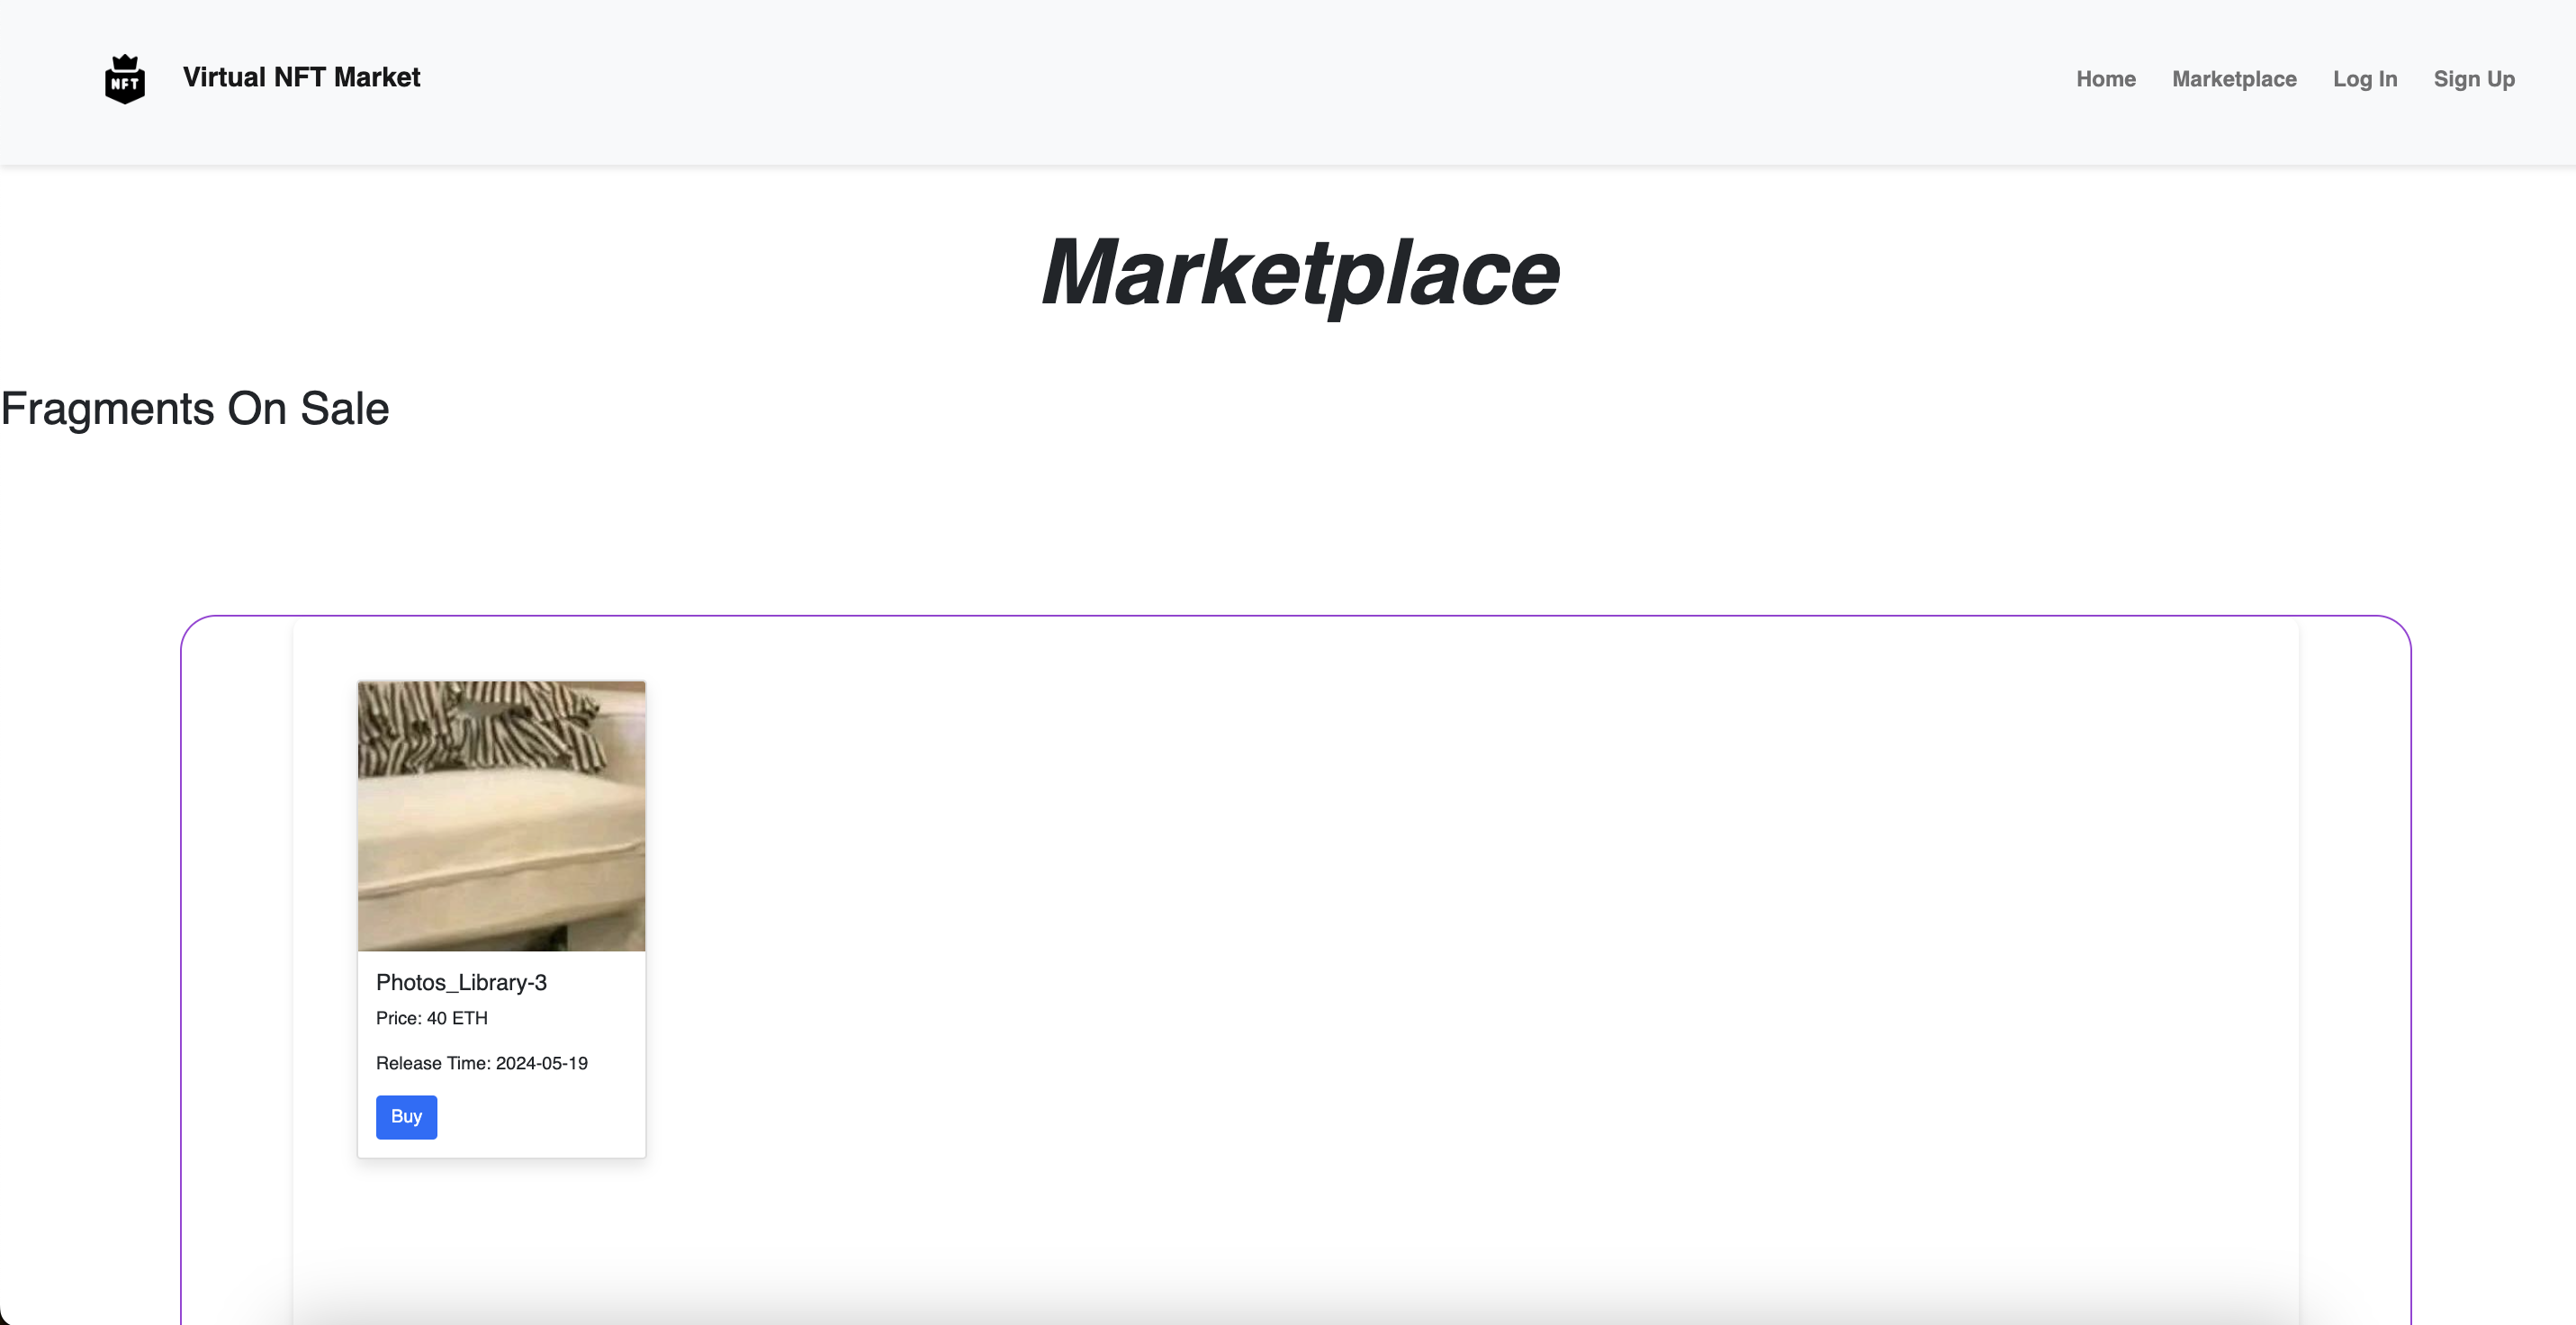 NFT
Virtual NFT Market
Home
Marketplace
Log In
Sign Up
Marketplace
Fragments On Sale
Photos_Library-3
Price: 40 ETH
Release Time: 2024-05-19
Buy